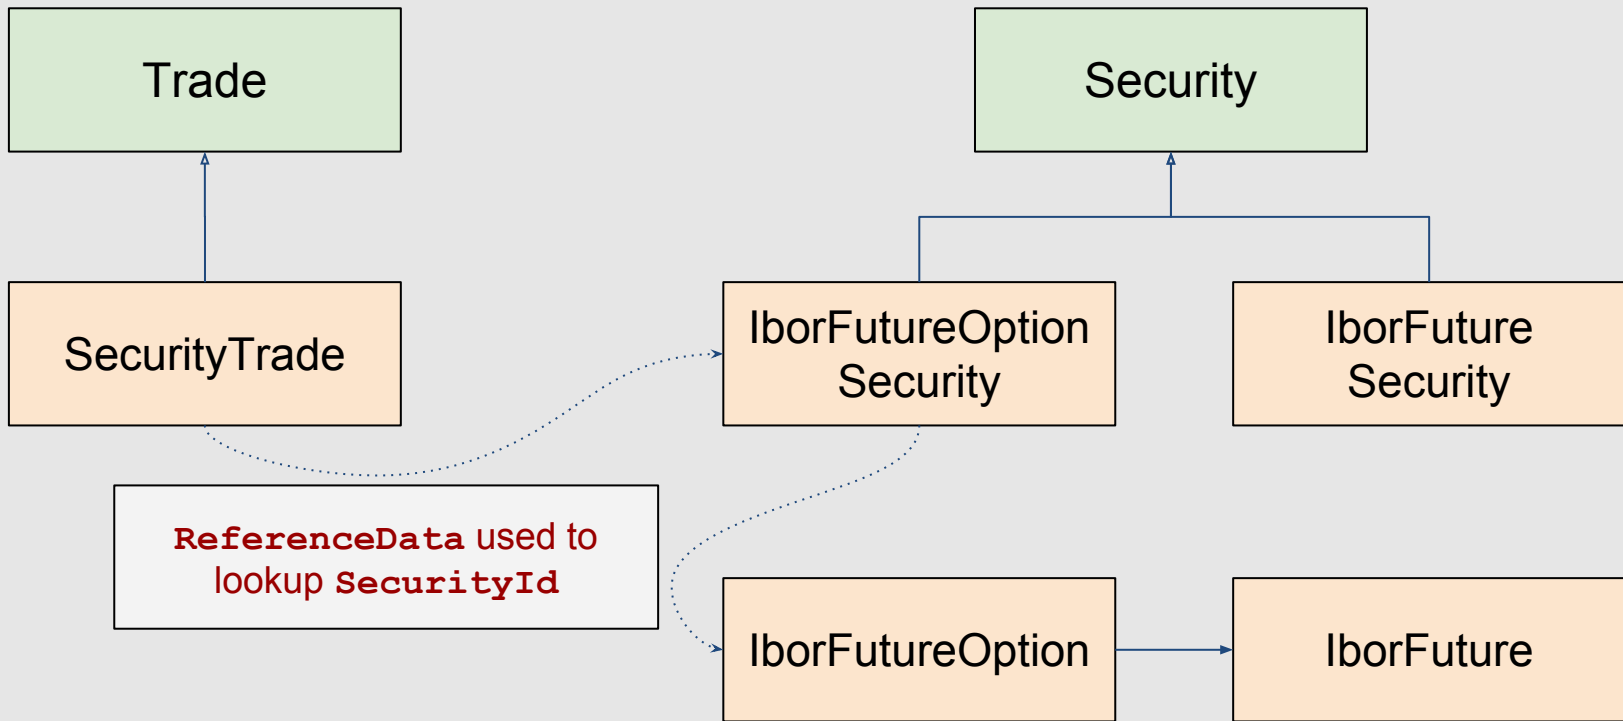 Trade
Security
SecurityTrade
IborFutureOption
Security
IborFuture
Security
ReferenceData used to
lookup SecurityId
IborFutureOption
IborFuture